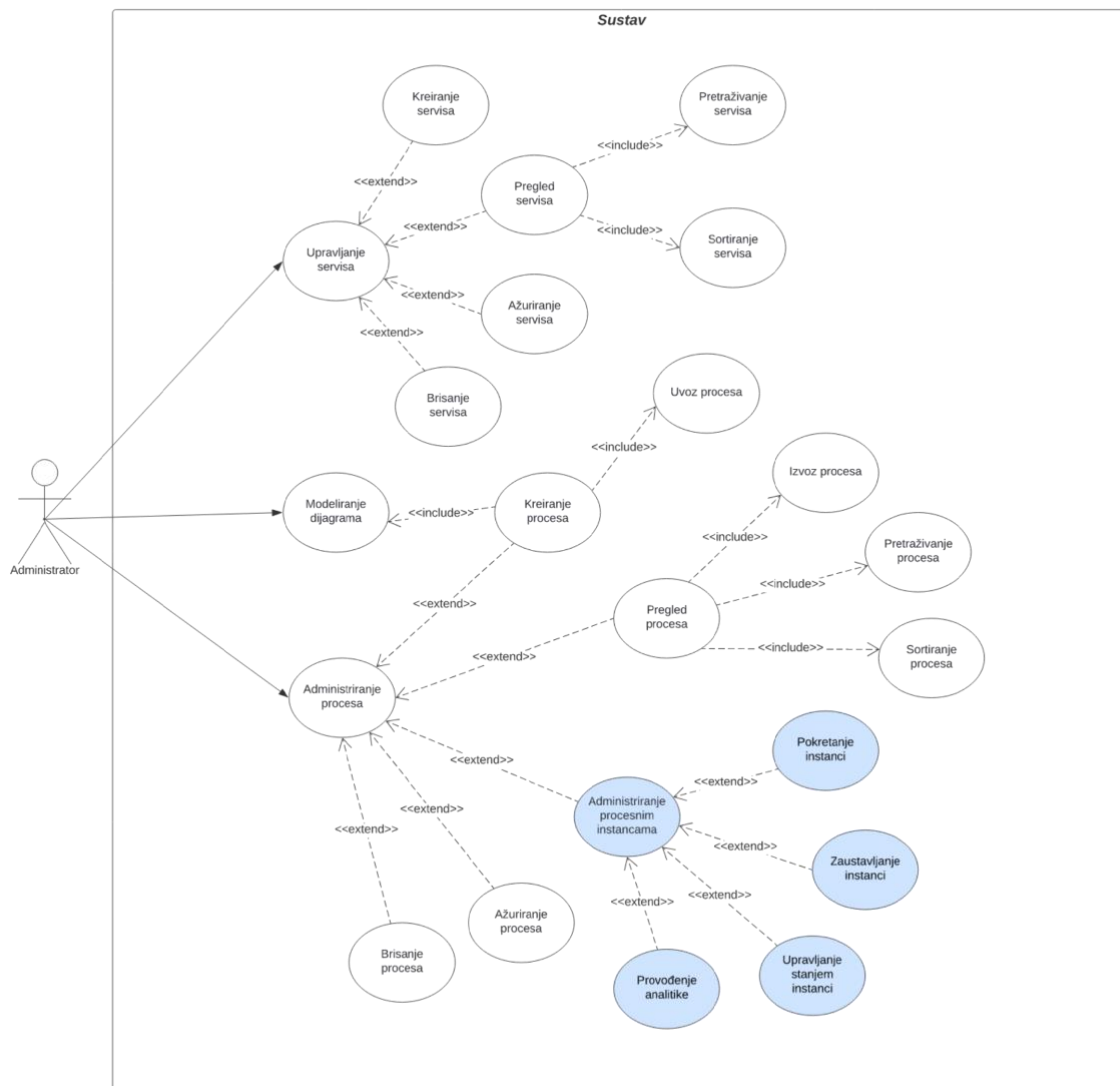 Sustav
Kreiranje
servisa
Pretraživanje
servisa
<<include>>
<<extend>>
Pregled
servisa
<<extend>>
<<include>>
Sortiranje
servisa
Upravljanje
servisa
<<extend>>
Ažuriranje
servisa
<<extend>>
Brisanje
servisa
Uvoz procesa
<<include>>
Izvoz procesa
Modeliranje
dijagrama
<<include>>
Kreiranje
procesa
<<include>>
Pretraživanje
procesa
Administrator
<<include>>
<<extend>>
Pregled
procesa
<<include>>
Sortiranje
procesa
<<extend>>
Administriranje
procesa
Pokretanje
instanci
<<extend>>
<<extend>>
Administriranje
procesnim
instancama
<<extend>>
<<extend>>
<<extend>>
Zaustavljanje
instanci
<<extend>>
<<extend>>
Ažuriranje
procesa
Brisanje
procesa
Provođenje
analitike
Upravljanje
stanjem
instanci